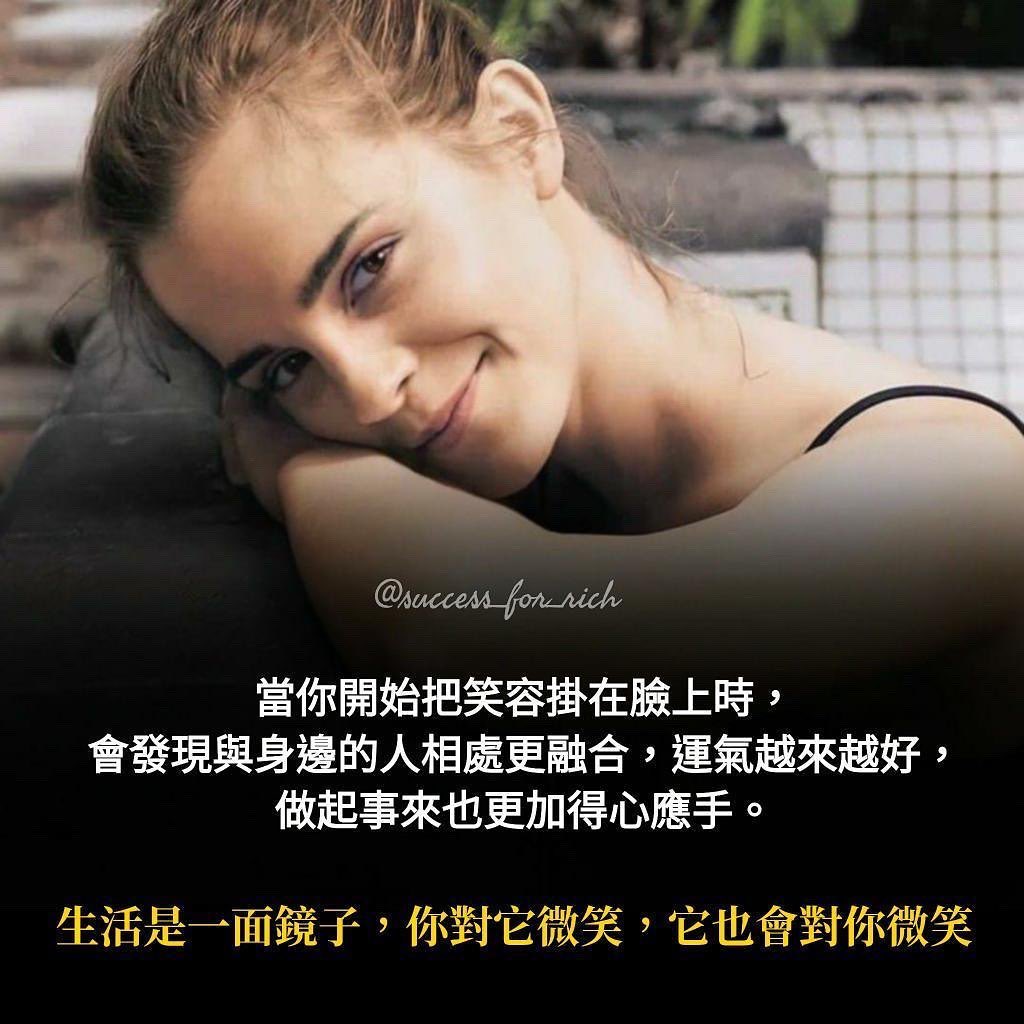 @success_for_rich
當你開始把笑容掛在臉上時，
會發現與身邊的人相處更融合，運氣越來越好，
做起事來也更加得心應手。
生活是一面鏡子，你對它微笑，它也會對你微笑